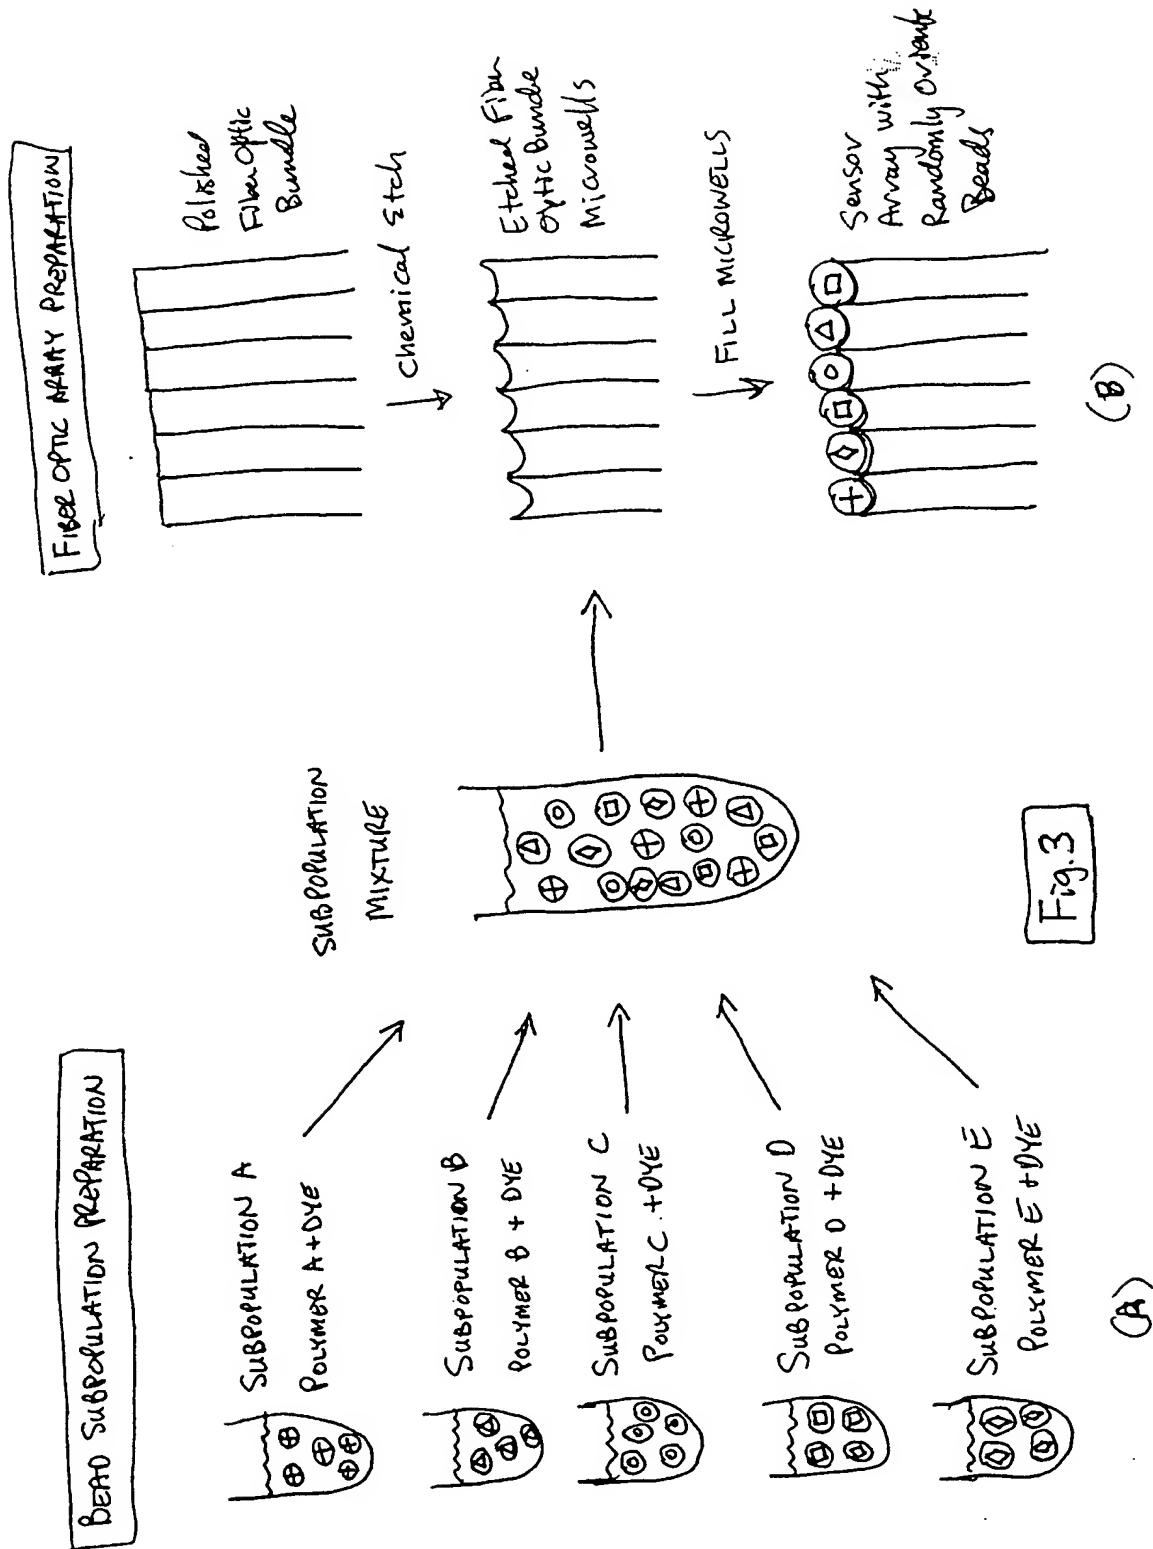 BEAD SUBPOPULATION PREPARATION
SUBPOPULATION A
POLYMER A+DYE
SUBPOPULATION B
POLYMER B + DYE
SUBPOPULATION C
POLYMER C.+DYE
SUBPOPULATION D
POLYMER D + DYE
SUBPOPULATION E
POLYMER E +DYE
(A)
SUBPOPULATION
MIXTURE
FIBER OPTIC ARRAY PREPARATION
Polished
Fiber Optic
Bundle
Chemical Etch
Etched Fiber
Optic Bundle
Microwells
FILL MICROWELLS
Sensor
Array with
Randomly Oriente
Beads
(B)
Fig.3